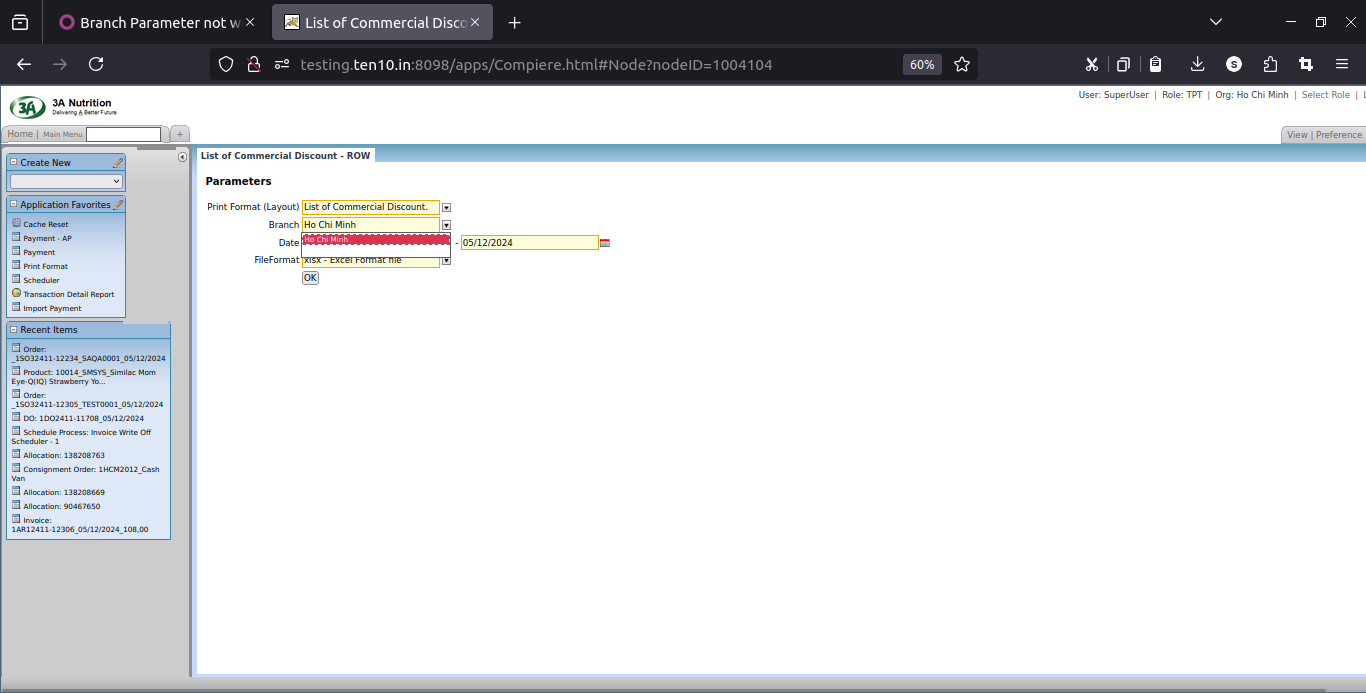 Branch Parameter not w
List of Commercial Disco
testing.ten10.in:8098/apps/Compiere.html#Node?nodeID=1004104
60%
S
3A
3A Nutrition
Delivering A Better Future
User: SuperUser | Role: TPT | Org: Ho Chi Minh | Select Role |
Home | Main Menu
+
View | Preference
Create New
Application Favorites
Cache Reset
Payment - AP
Payment
Print Format
Scheduler
Transaction Detail Report
Import Payment
Recent Items
Order:
_1SO32411-12234_SAQA0001_05/12/2024
Product: 10014_SMSYS_Similac Mom
Eye-Q(IQ) Strawberry Yo...
Order:
_1SO32411-12305_TEST0001_05/12/2024
DO: 1DO2411-11708_05/12/2024
Schedule Process: Invoice Write Off
Scheduler - 1
Allocation: 138208763
Consignment Order: 1HCM2012_Cash
Van
Allocation: 138208669
Allocation: 90467650
Invoice:
1AR12411-12306_05/12/2024_108,00
List of Commercial Discount - ROW
Parameters
Print Format (Layout) List of Commercial Discount.
Branch Ho Chi Minh
Ho Chi Minh
Date - 05/12/2024
FileFormat xlsx - Excel Format file
OK